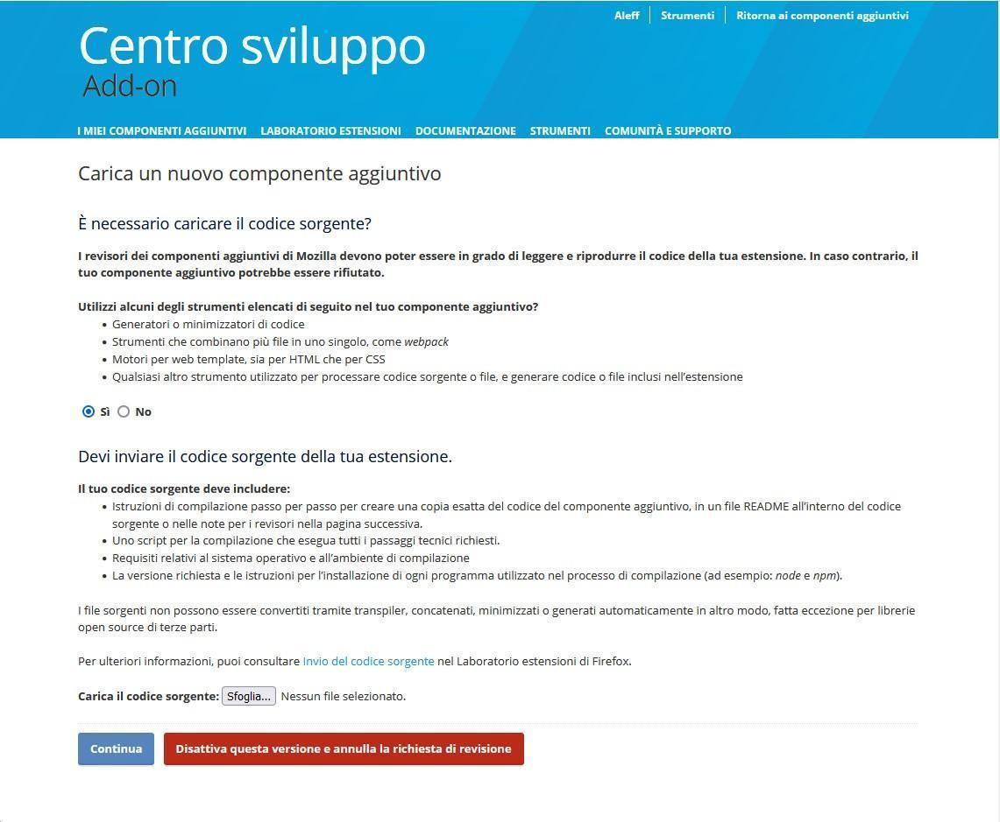 Aleff
Strumenti
Ritorna ai componenti aggiuntivi
Centro sviluppo
Add-on
I MIEI COMPONENTI AGGIUNTIVI
LABORATORIO ESTENSIONI
DOCUMENTAZIONE
STRUMENTI
COMUNITÀ E SUPPORTO
Carica un nuovo componente aggiuntivo
È necessario caricare il codice sorgente?
I revisori dei componenti aggiuntivi di Mozilla devono poter essere in grado di leggere e riprodurre il codice della tua estensione. In caso contrario, il
tuo componente aggiuntivo potrebbe essere rifiutato.
Utilizzi alcuni degli strumenti elencati di seguito nel tuo componente aggiuntivo?
• Generatori o minimizzatori di codice
• Strumenti che combinano più file in uno singolo, come webpack
• Motori per web template, sia per HTML che per CSS
• Qualsiasi altro strumento utilizzato per processare codice sorgente o file, e generare codice o file inclusi nell'estensione
Sì No
Devi inviare il codice sorgente della tua estensione.
Il tuo codice sorgente deve includere:
• Istruzioni di compilazione passo per passo per creare una copia esatta del codice del componente aggiuntivo, in un file README all'interno del codice
sorgente o nelle note per i revisori nella pagina successiva.
• Uno script per la compilazione che esegua tutti i passaggi tecnici richiesti.
• Requisiti relativi al sistema operativo e all'ambiente di compilazione
• La versione richiesta e le istruzioni per l'installazione di ogni programma utilizzato nel processo di compilazione (ad esempio: node e npm).
I file sorgenti non possono essere convertiti tramite transpiler, concatenati, minimizzati o generati automaticamente in altro modo, fatta eccezione per librerie
open source di terze parti.
Per ulteriori informazioni, puoi consultare Invio del codice sorgente nel Laboratorio estensioni di Firefox.
Carica il codice sorgente: Sfoglia... Nessun file selezionato.
Continua
Disattiva questa versione e annulla la richiesta di revisione